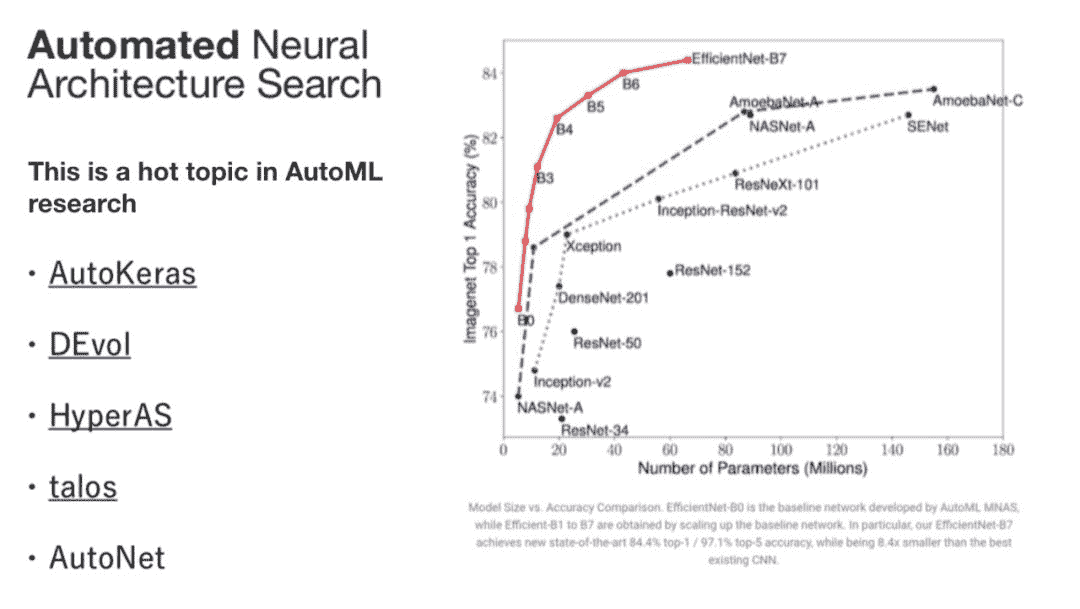 Automated Neural
Architecture Search
This is a hot topic in AutoML
research
• AutoKeras
• DEvol
• HyperAS
• talos
• AutoNet
Imagenet Top 1 Accuracy (%)
84
82
80
78
76
74
EfficientNet-B7
B6
B5
B4
B3
B0
AmoebaNet-A
AmoebaNet-C
NASNet-A
SENet
ResNeXt-101
Inception-ResNet-v2
Xception
ResNet-152
DenseNet-201
ResNet-50
Inception-v2
NASNet-A
ResNet-34
0 20 40 60 80 100 120 140 160 180
Number of Parameters (Millions)
Model Size vs. Accuracy Comparison. EfficientNet-B0 is the baseline network developed by AutoML MNAS,
while Efficient-B1 to B7 are obtained by scaling up the baseline network. In particular, our EfficientNet-B7
achieves new state-of-the-art 84.4% top-1 / 97.1% top-5 accuracy, while being 8.4x smaller than the best
existing CNN.